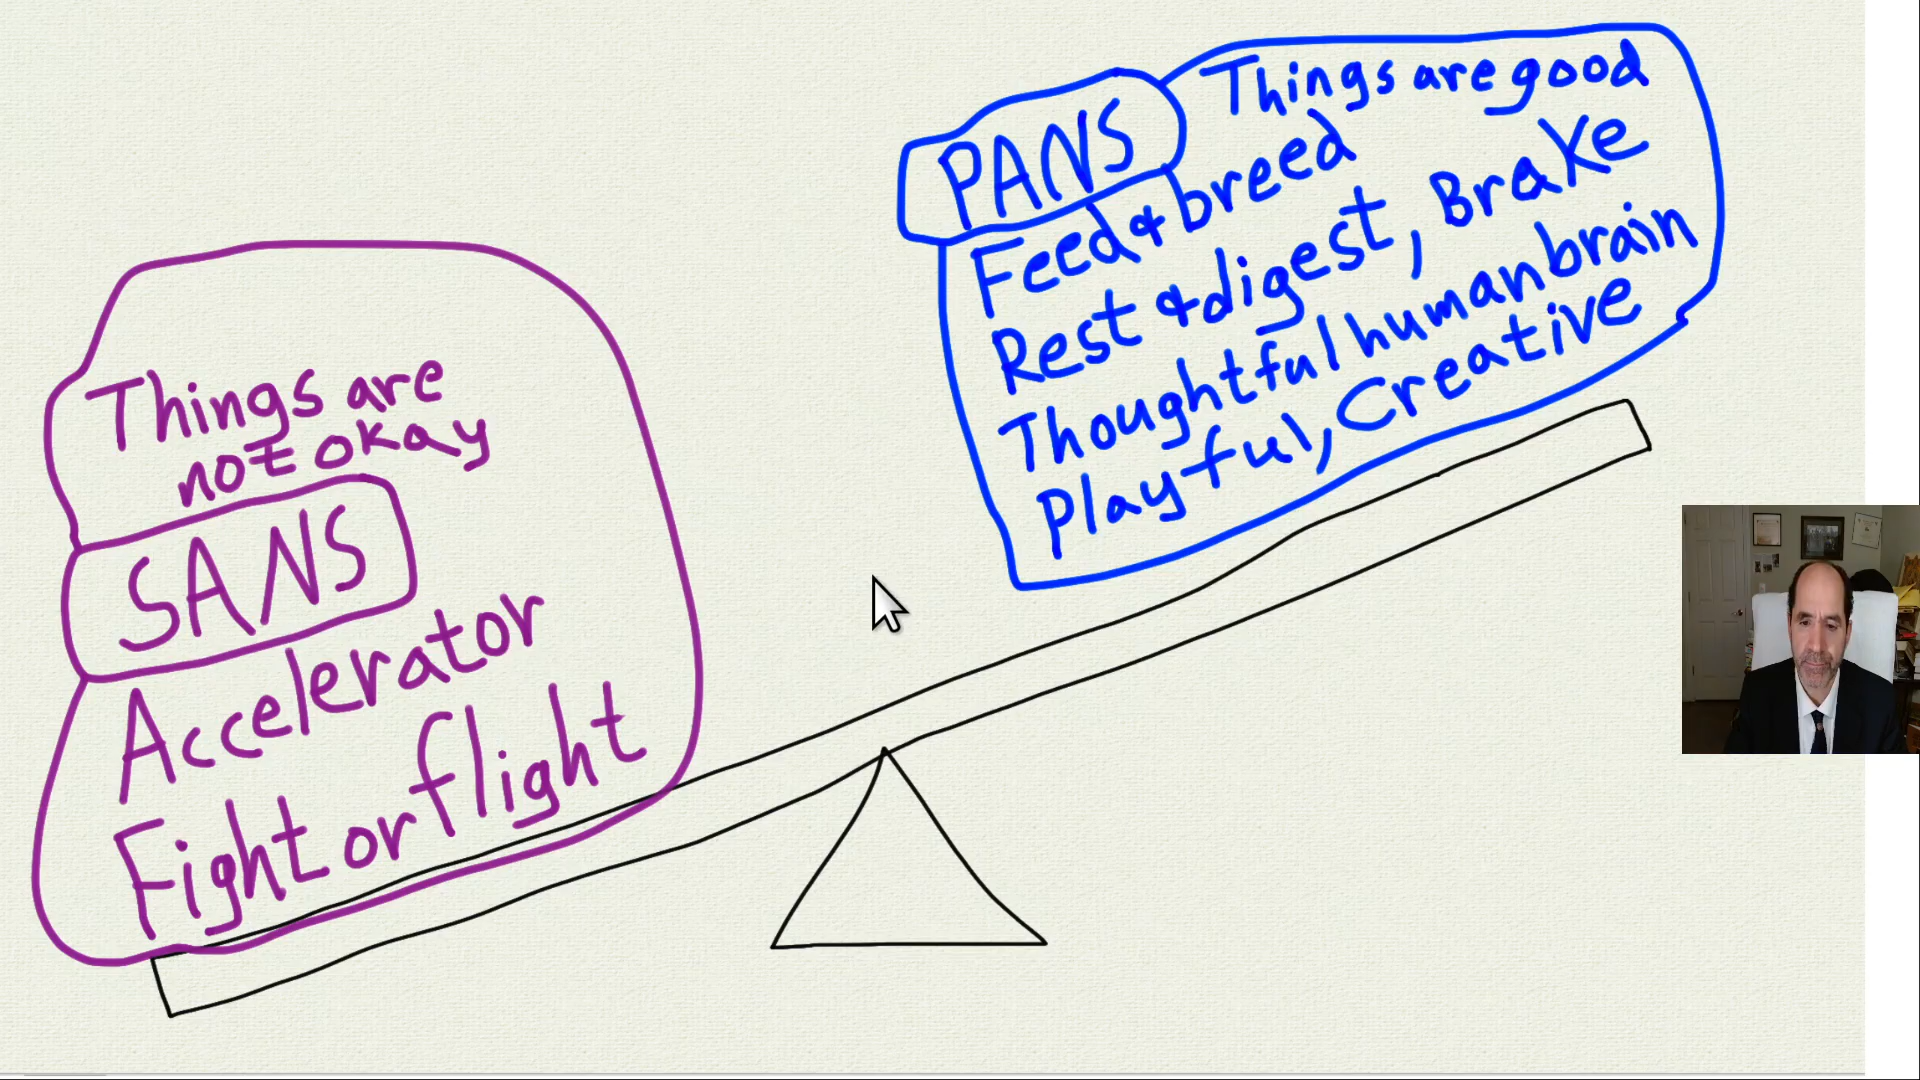 Things are
not okay
SANS
Accelerator
Fight or flight
PANS
Things are good
Feed & breed
Rest & digest, Brake
Thoughtful human brain
Playful, Creative